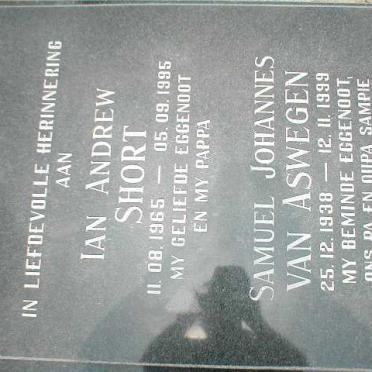 IN LIEFDEVOLLE HERINNERING
AAN
IAN ANDREW
SHORT
11.08.1965 — 05.09.1995
MY GELIEFDE EGGENOOT
EN MY PAPPA
SAMUEL JOHANNES
VAN ASWEGEN
25.12.1938 — 12.11.1999
MY BEMINDE EGGENOOT,
ONS PA EN OUPA SAMPIE